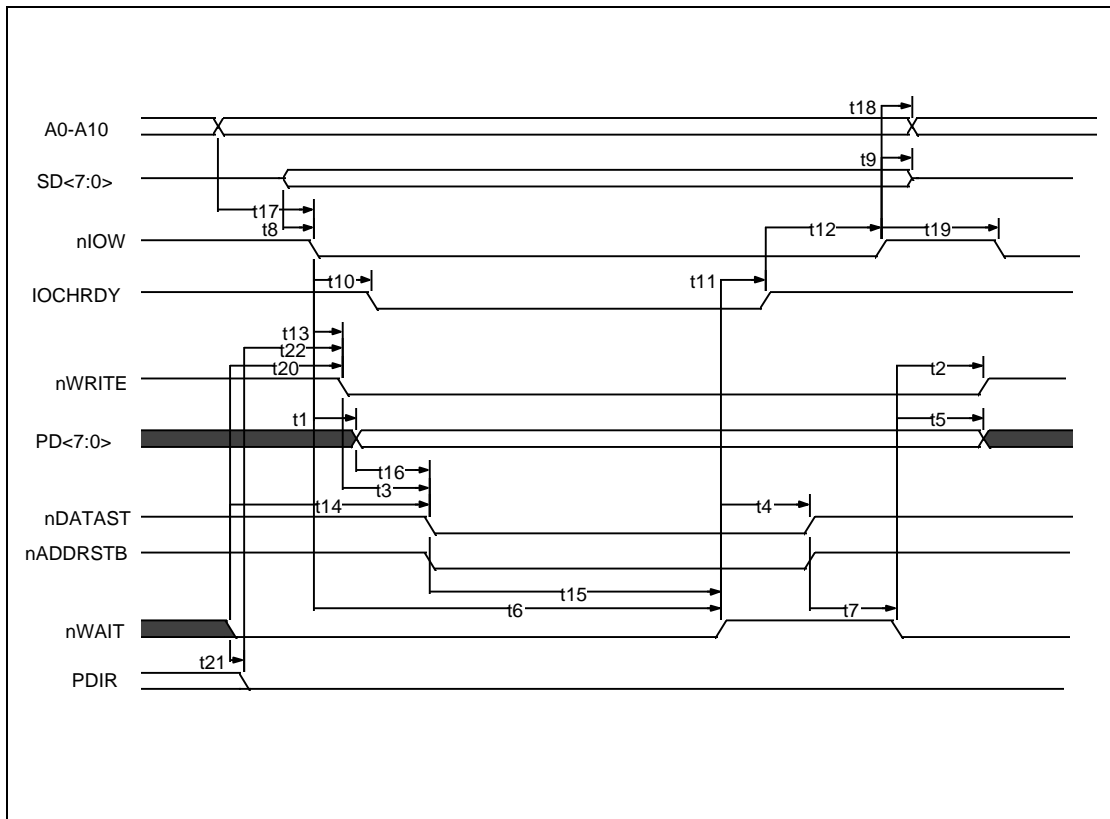 t18
A0-A10
t9
SD<7:0>
t17
t8
t12
t19
nIOW
t10
t11
IOCHRDY
t13
t22
t20
t2
nWRITE
t1
t5
PD<7:0>
t16
t3
t14
t4
nDATAST
nADDRSTB
t15
t6
t7
nWAIT
t21
PDIR